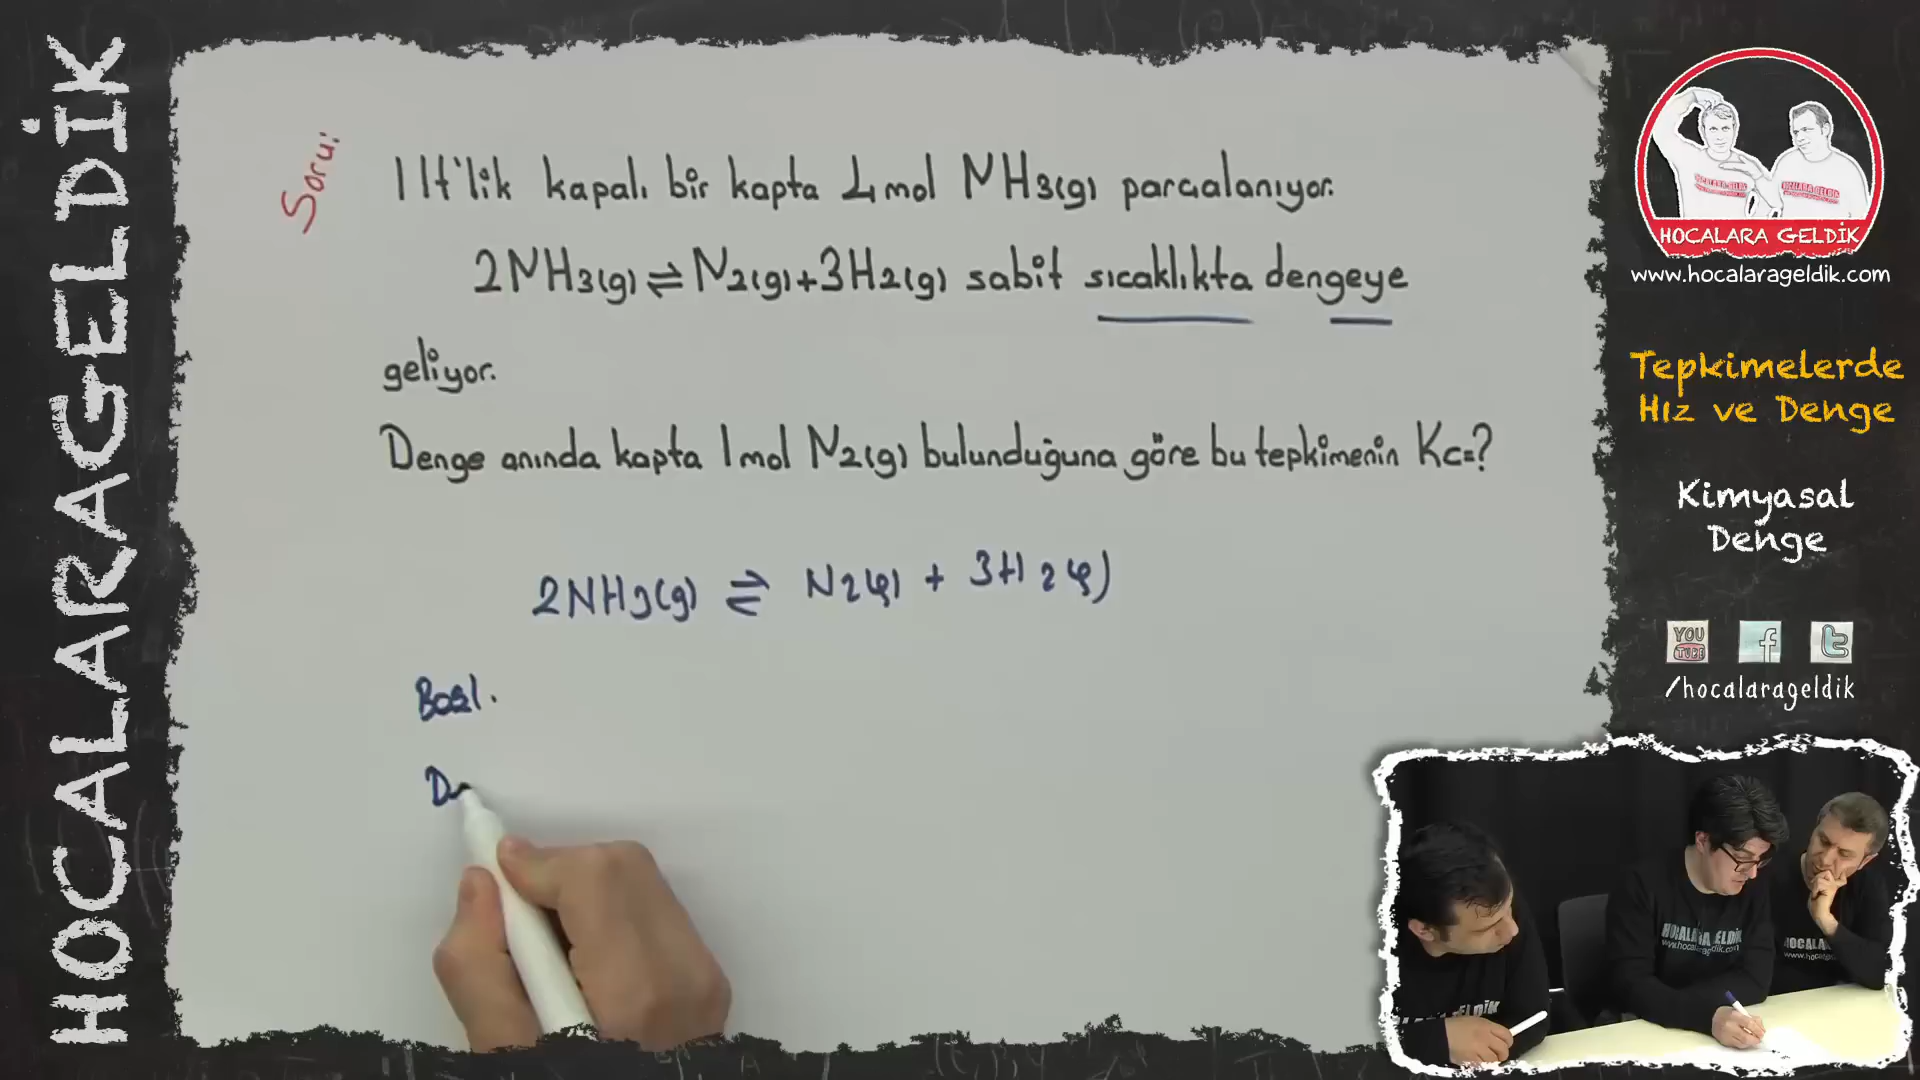 HOCALARAGELDİK
Soru:
1 lt'lik kapalı bir kapta 4 mol NH3(g) parçalanıyor.
2NH3(g) ⇌ N2(g)+3H2(g) sabit sıcaklıkta dengeye
geliyor.
Denge anında kapta 1 mol N2(g) bulunduğuna göre bu tepkimenin Kc=?
2NH3(g) ⇌ N2(g) + 3H2(g)
Başl.
HOCALARA GELDİK
www.hocalarageldik.com
Tepkimelerde
Hız ve Denge
Kimyasal
Denge
YOU
TUBE
f
t
/hocalarageldik